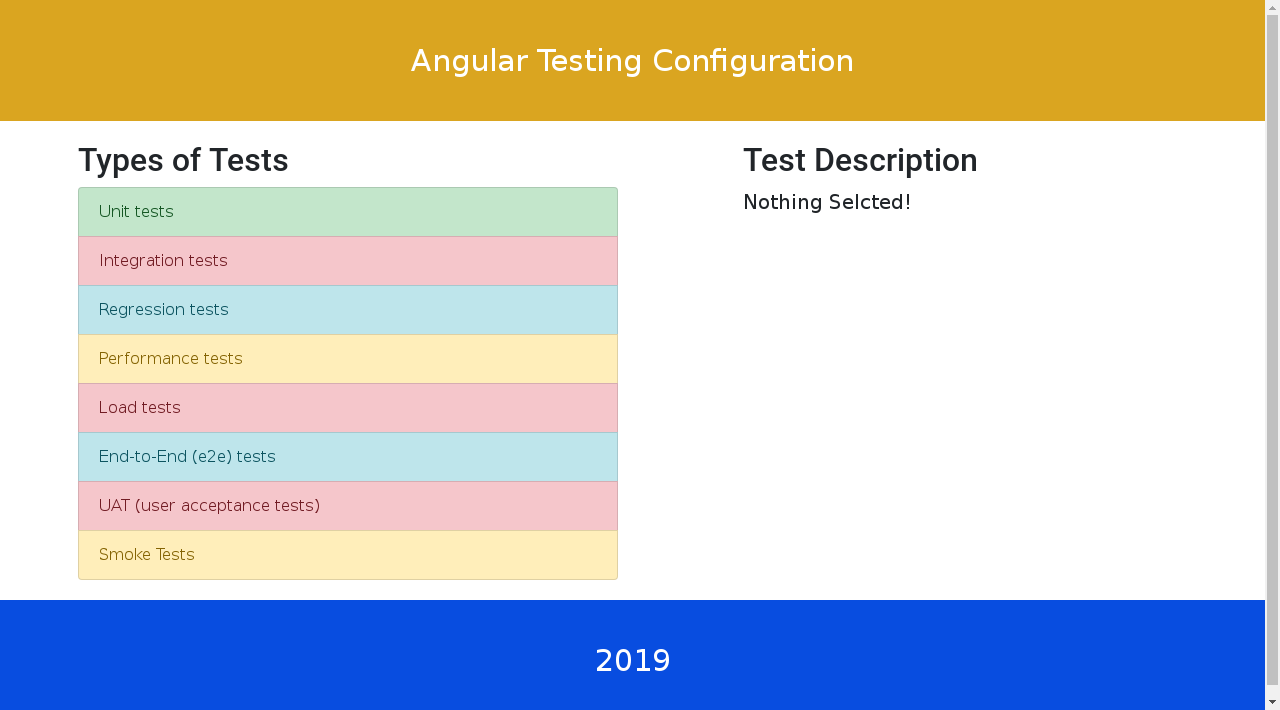 Angular Testing Configuration
Types of Tests
Unit tests
Integration tests
Regression tests
Performance tests
Load tests
End-to-End (e2e) tests
UAT (user acceptance tests)
Smoke Tests
Test Description
Nothing Selcted!
2019